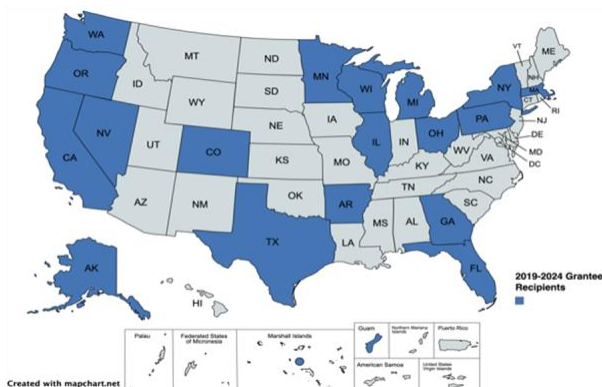 WA
MT
ND
MN
VT
ME
OR
ID
SD
WI
MI
NY
NH
MA
CT
RI
WY
IA
PA
NJ
NV
NE
IL
IN
OH
DE
MD
DC
CA
UT
CO
KS
MO
WV
VA
KY
NC
TN
AZ
NM
OK
AR
SC
MS
AL
GA
TX
LA
FL
AK
HI
2019-2024 Grantee
Recipients
Palau
Federated States
of Micronesia
Marshall Islands
Guam
Northern Mariana
Islands
Puerto Rico
American Samoa
United States
Virgin Islands
Created with mapchart.net